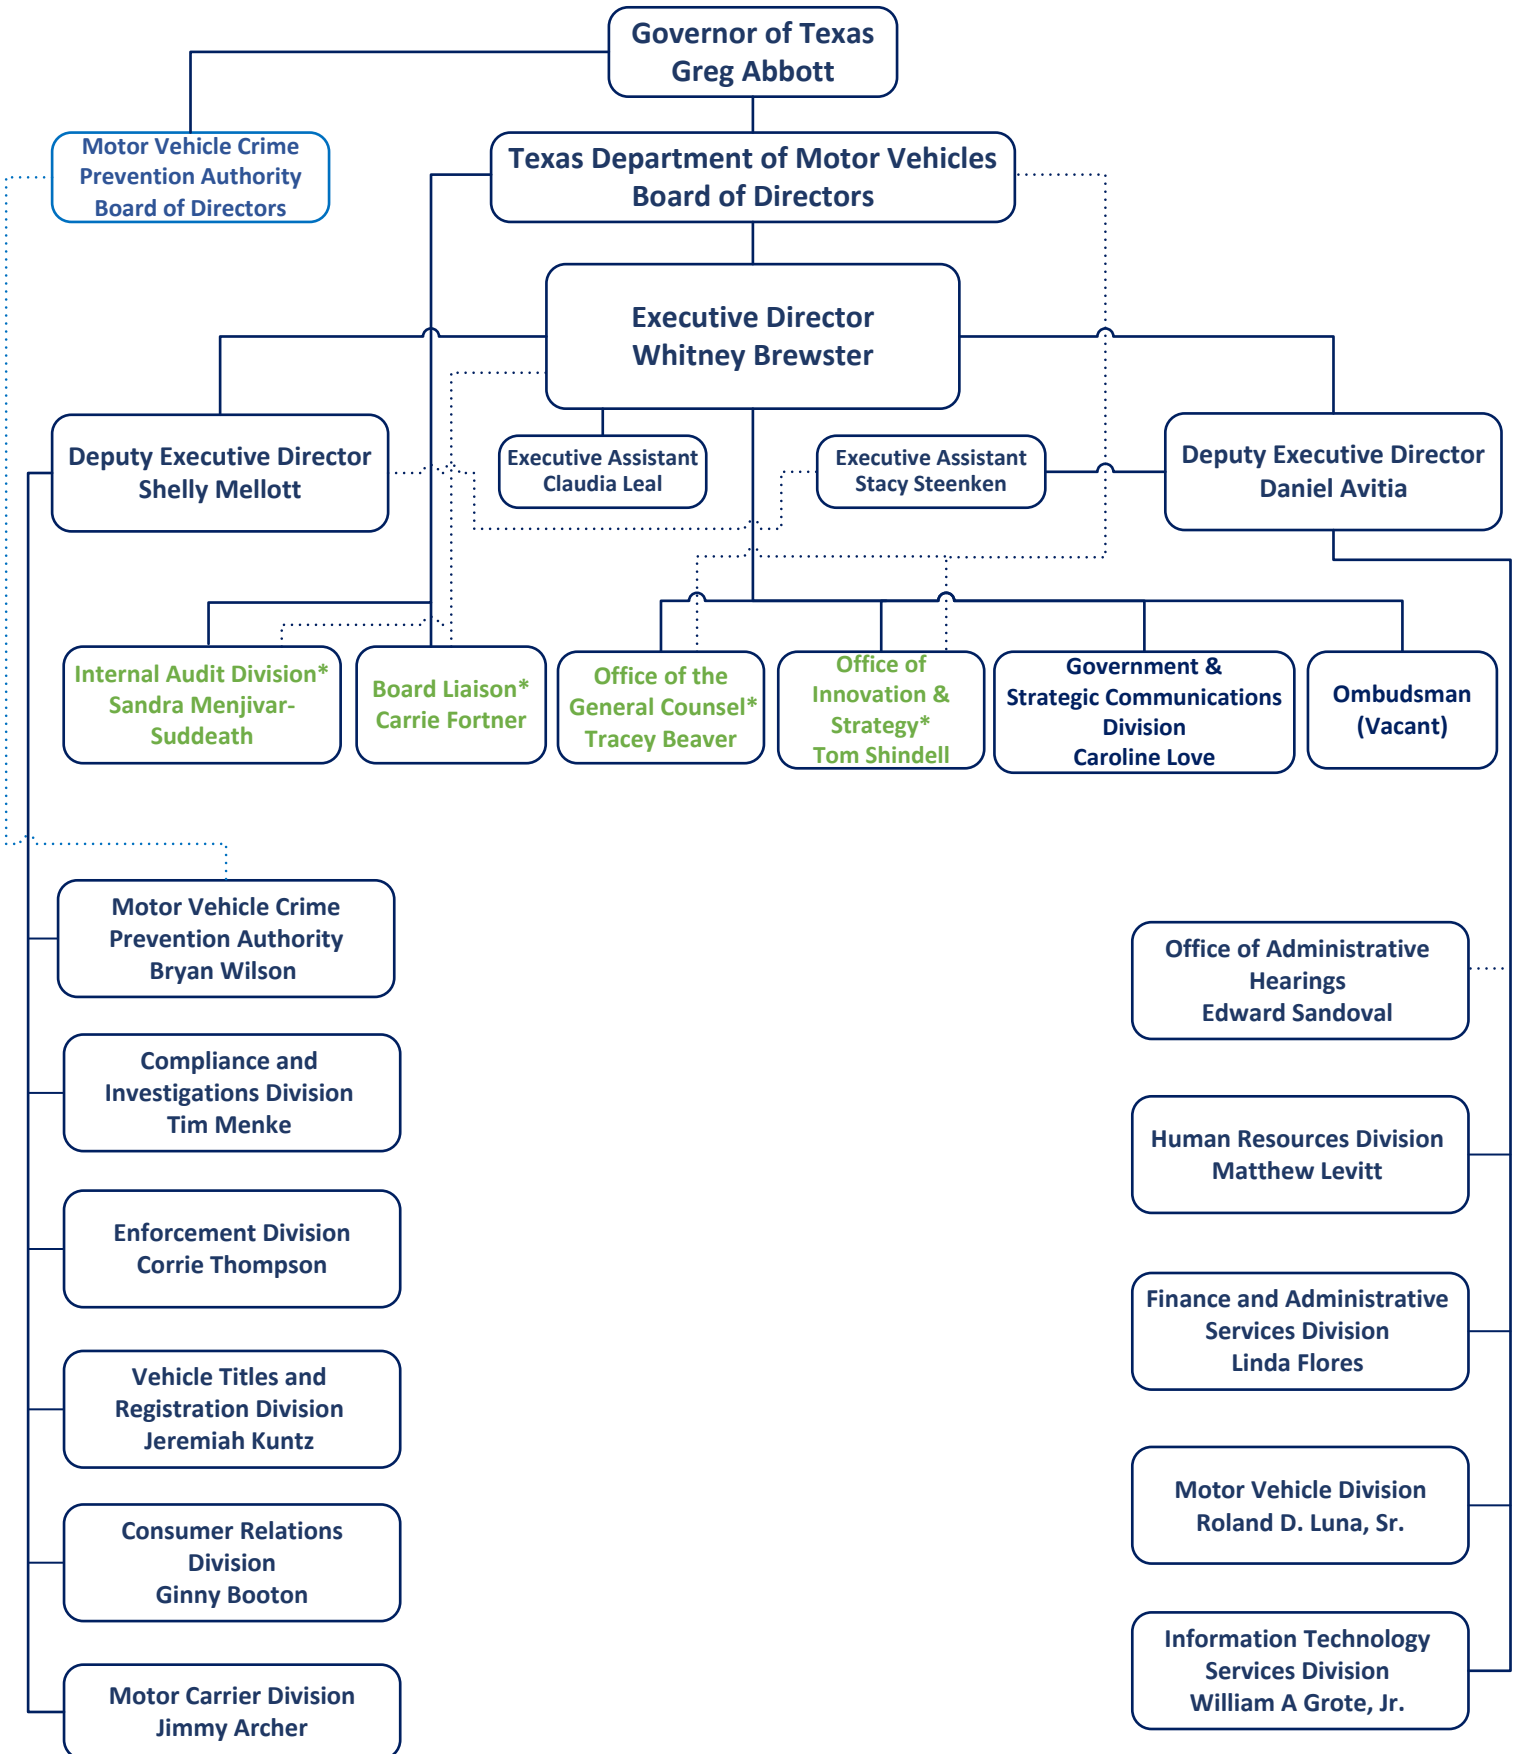 Governor of Texas
Greg Abbott
Motor Vehicle Crime
Prevention Authority
Board of Directors
Texas Department of Motor Vehicles
Board of Directors
Executive Director
Whitney Brewster
Deputy Executive Director
Shelly Mellott
Executive Assistant
Claudia Leal
Executive Assistant
Stacy Steenken
Deputy Executive Director
Daniel Avitia
Internal Audit Division*
Sandra Menjivar-
Suddeath
Board Liaison*
Carrie Fortner
Office of the
General Counsel*
Tracey Beaver
Office of
Innovation &
Strategy*
Tom Shindell
Government &
Strategic Communications
Division
Caroline Love
Ombudsman
(Vacant)
Motor Vehicle Crime
Prevention Authority
Bryan Wilson
Compliance and
Investigations Division
Tim Menke
Enforcement Division
Corrie Thompson
Vehicle Titles and
Registration Division
Jeremiah Kuntz
Consumer Relations
Division
Ginny Booton
Motor Carrier Division
Jimmy Archer
Office of Administrative
Hearings
Edward Sandoval
Human Resources Division
Matthew Levitt
Finance and Administrative
Services Division
Linda Flores
Motor Vehicle Division
Roland D. Luna, Sr.
Information Technology
Services Division
William A Grote, Jr.